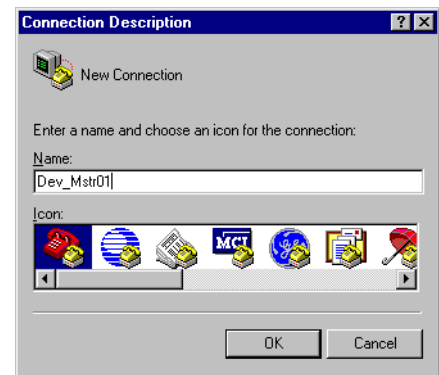 Connection Description
New Connection
Enter a name and choose an icon for the connection:
Name:
Dev_Mstr01
Icon:
MCI
OK Cancel